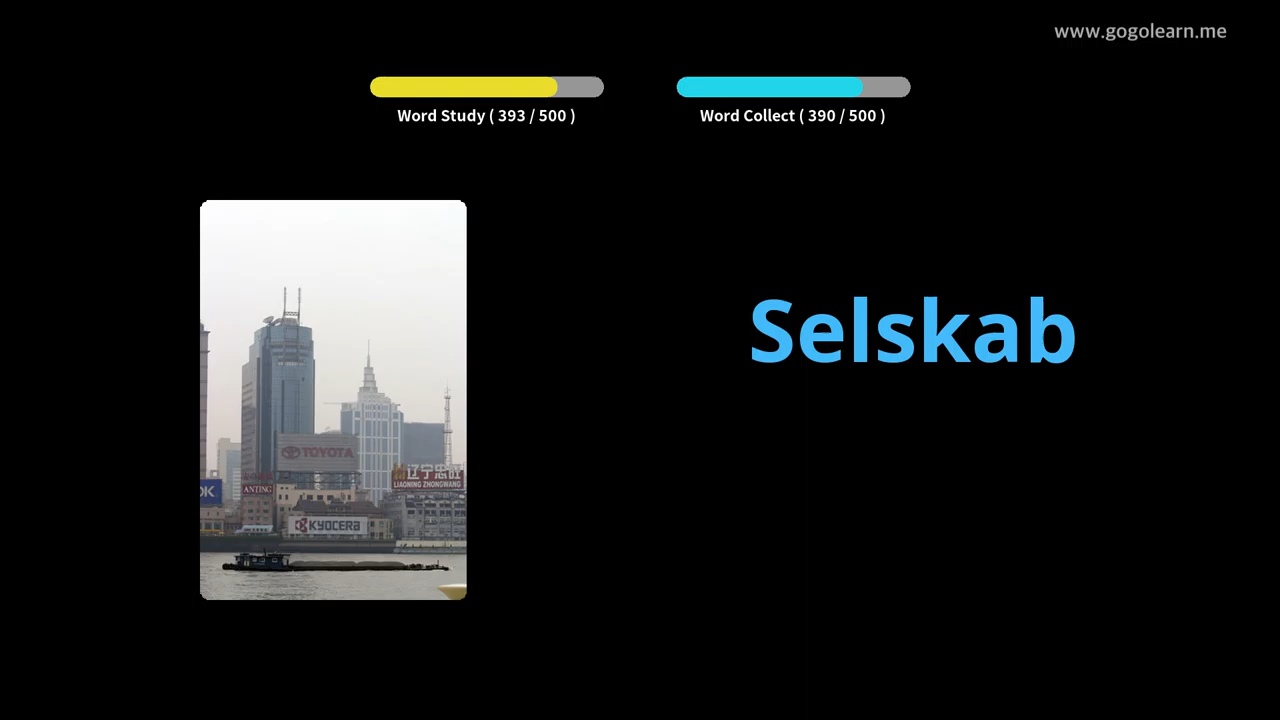 www.gogolearn.me
Word Study ( 393 / 500 )
Word Collect ( 390 / 500 )
Selskab
TOYOTA
辽宁忠旺
LIAONING ZHONGWANG
OK
ANTING
KYOCERA